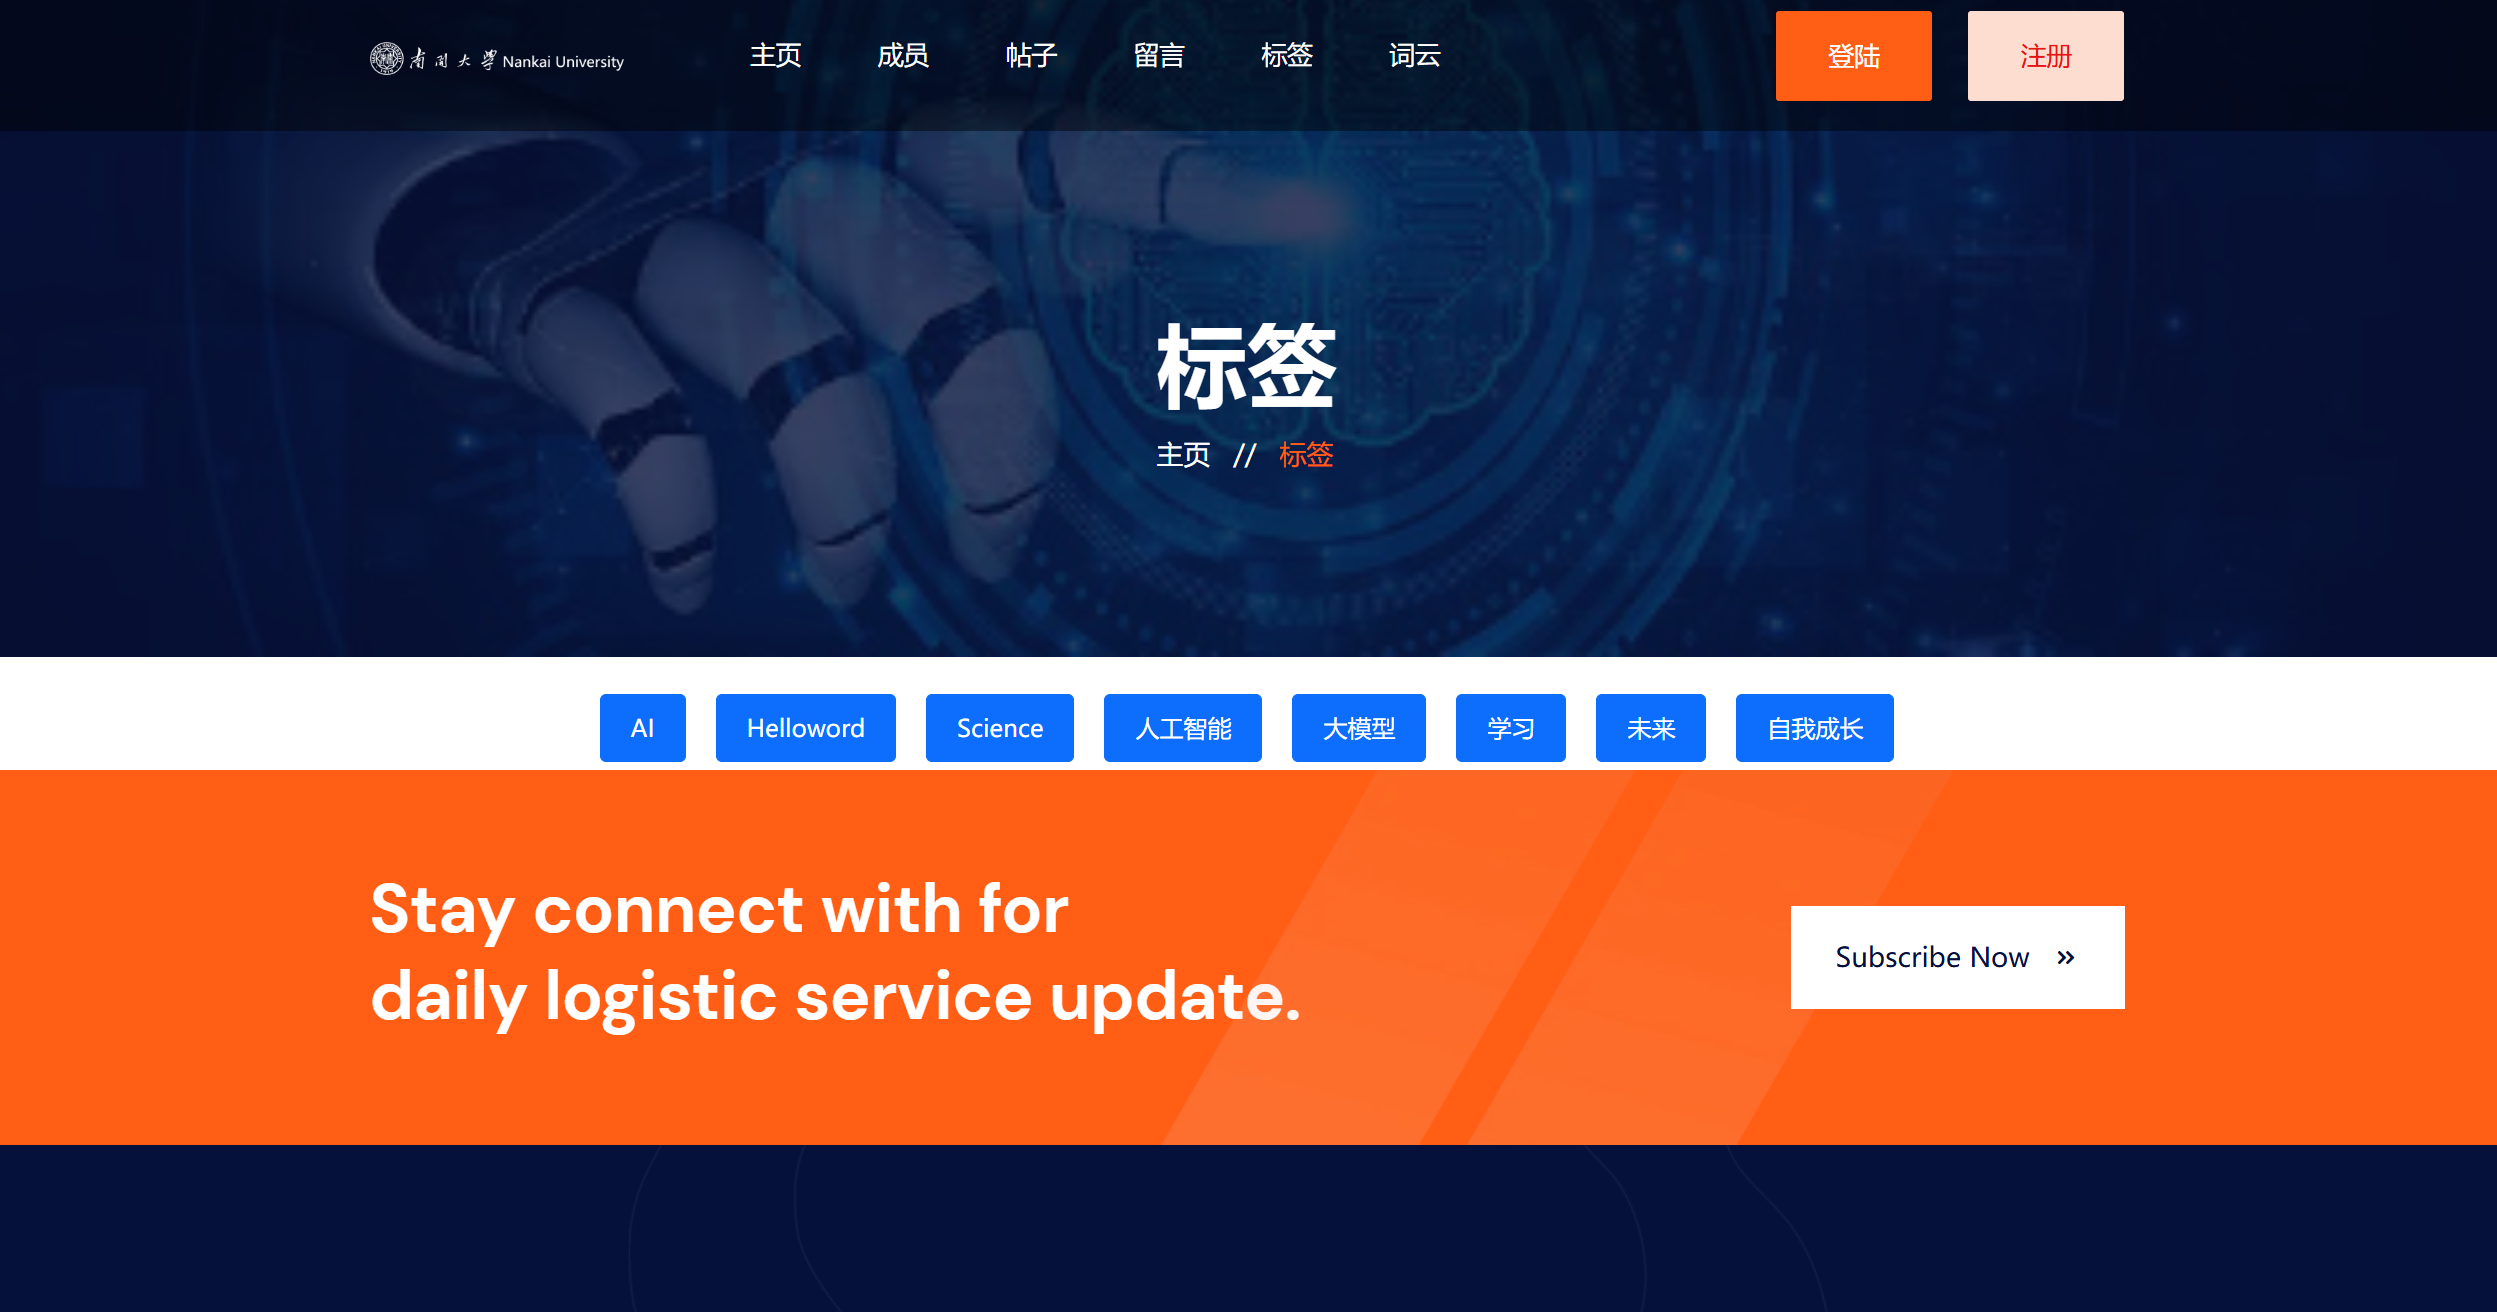 南開大學 Nankai University
主页 成员 帖子 留言 标签 词云 登陆 注册
标签
主页 // 标签
AI Helloword Science 人工智能 大模型 学习 未来 自我成长
Stay connect with for
daily logistic service update.
Subscribe Now »